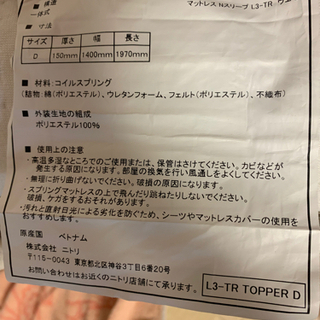 マットレス Nスリープ L3-TR
■ 構造
一体式
■ 寸法
サイズ 厚さ 幅 長さ
D 150mm 1400mm 1970mm
■ 材料:コイルスプリング
(詰物:綿(ポリエステル)、ウレタンフォーム、フェルト(ポリエステル)、不織布)
■ 外装生地の組成
ポリエステル100%
■ 使用上の注意
・高温多湿なところでのご使用または、保管はさけてください。カビなどが
発生する原因になります。部屋の換気を行い風通しをよくしてください。
・無理に折り曲げないでください。破損の原因になります。
・スプリングマットレスの上で飛んだり跳ねたりしないでください。
破損、ケガをするおそれがあります。
・汚れと直射日光による劣化を防ぐため、シーツやマットレスカバーの使用を
おすすめします。
原産国 ベトナム
株式会社 ニトリ
〒115-0043 東京都北区神谷3丁目6番20号
お問い合わせはお近くのニトリ店舗にて承ります。
L3-TR TOPPER D